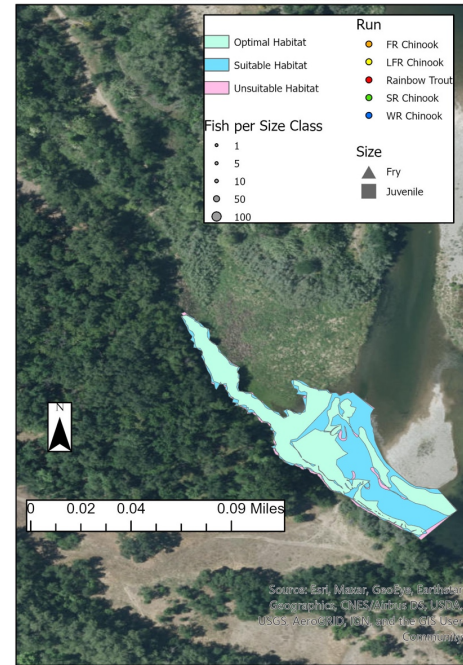 Optimal Habitat
Suitable Habitat
Unsuitable Habitat
Fish per Size Class
1
5
10
50
100
Run
FR Chinook
LFR Chinook
Rainbow Trout
SR Chinook
WR Chinook
Size
Fry
Juvenile
N
0 0.02 0.04 0.09 Miles
Source: Esri, Maxar, GeoEye, Earthstar
Geographics, CNES/Airbus DS, USDA,
USGS, AeroGRID, IGN, and the GIS User
Community